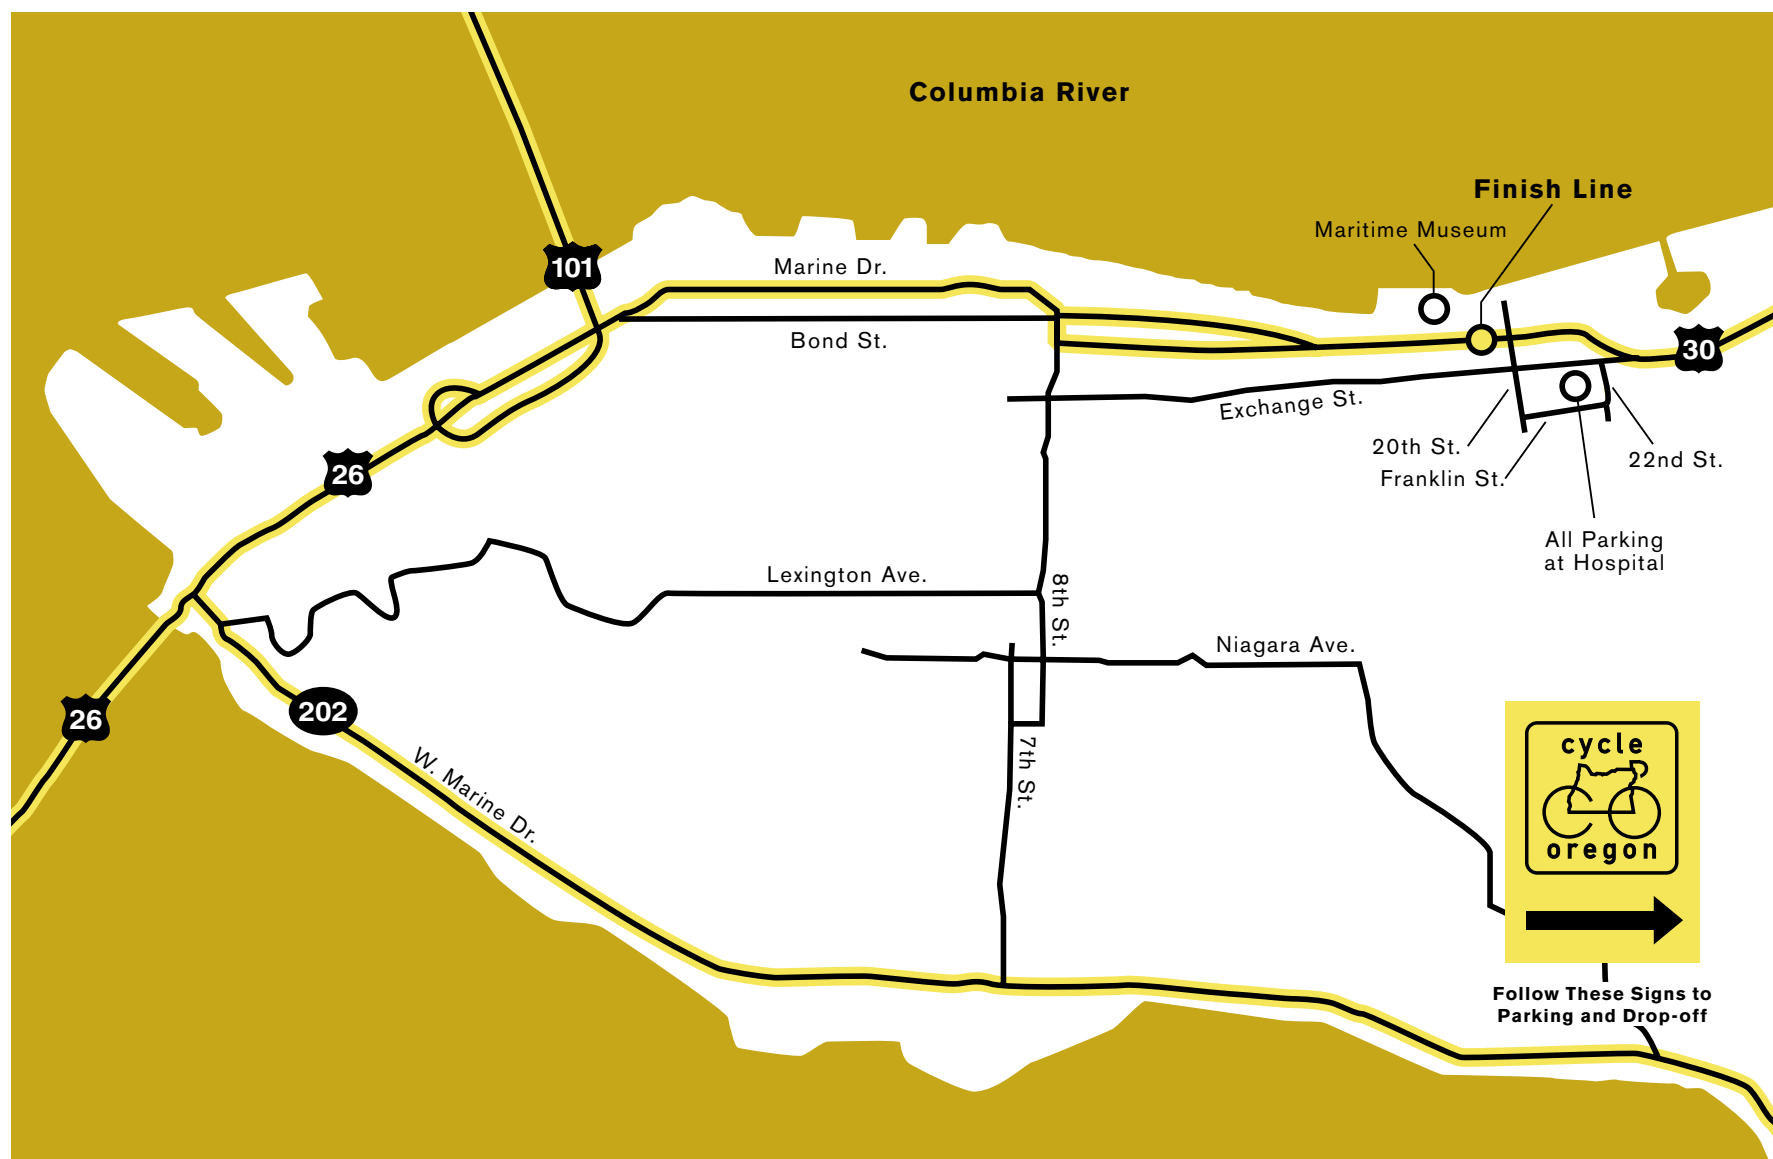 Columbia River
Finish Line
Maritime Museum
101
Marine Dr.
Bond St.
30
Exchange St.
20th St.
Franklin St.
22nd St.
26
All Parking
at Hospital
Lexington Ave.
8th St.
Niagara Ave.
26
202
W. Marine Dr.
7th St.
cycle
oregon
Follow These Signs to
Parking and Drop-off